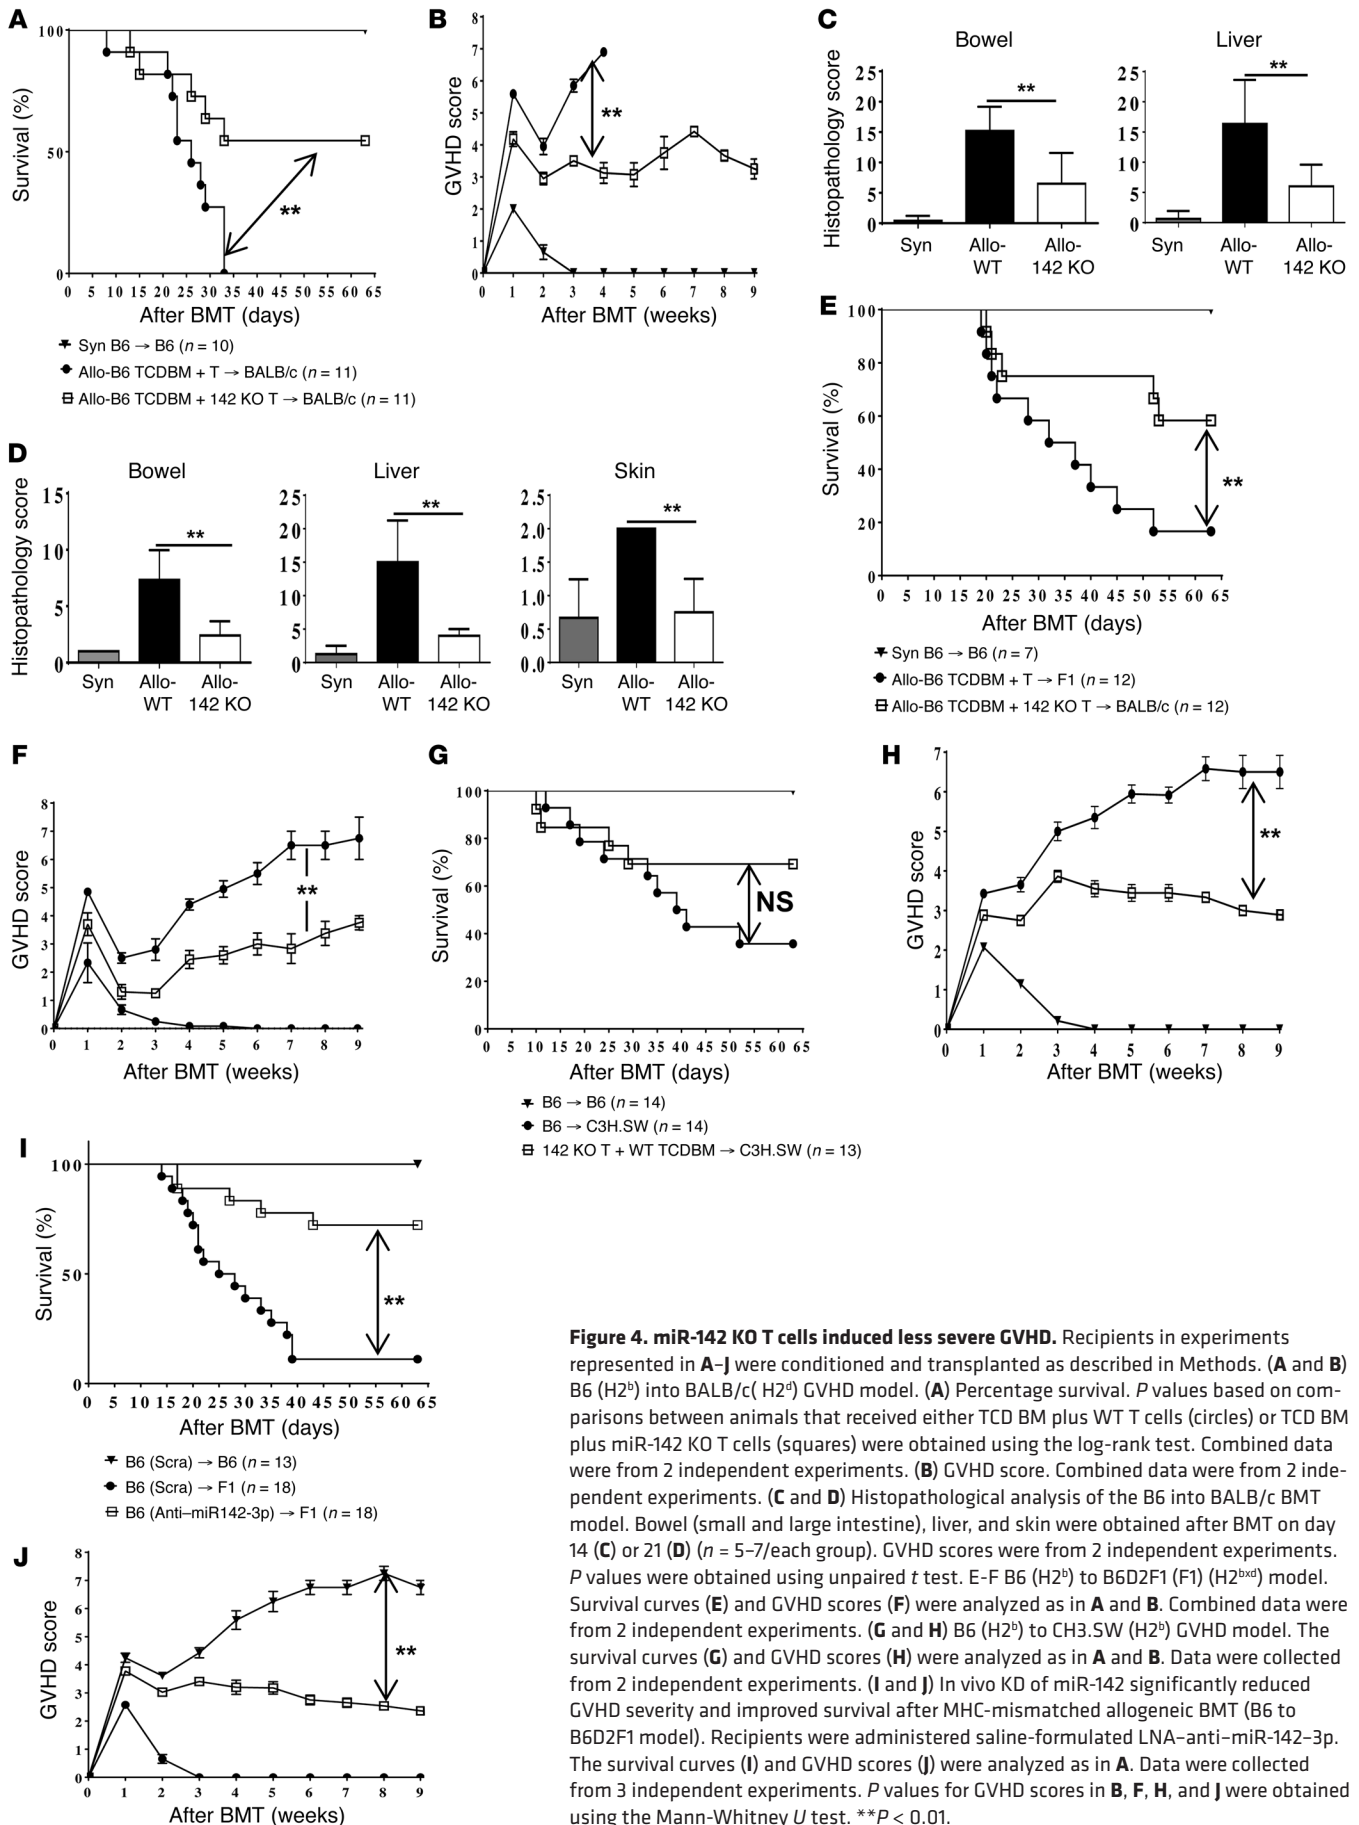 A
100
50
0
Survival (%)
0 5 10 15 20 25 30 35 40 45 50 55 60 65
After BMT (days)
**
Syn B6 → B6 (n = 10)
Allo-B6 TCDBM + T → BALB/c (n = 11)
Allo-B6 TCDBM + 142 KO T → BALB/c (n = 11)
B
8
7
6
5
4
3
2
1
0
GVHD score
**
0 1 2 3 4 5 6 7 8 9
After BMT (weeks)
C
Bowel
Liver
Histopathology score
25
20
15
10
5
0
**
Syn Allo-WT Allo-142 KO
25
20
15
10
5
0
**
Syn Allo-WT Allo-142 KO
D
Bowel
Liver
Skin
Histopathology score
15
10
5
0
**
Syn Allo-WT Allo-142 KO
25
20
15
10
5
0
**
Syn Allo-WT Allo-142 KO
2.5
2.0
1.5
1.0
0.5
0.0
**
Syn Allo-WT Allo-142 KO
E
100
80
60
40
20
0
Survival (%)
**
0 5 10 15 20 25 30 35 40 45 50 55 60 65
After BMT (days)
Syn B6 → B6 (n = 7)
Allo-B6 TCDBM + T → F1 (n = 12)
Allo-B6 TCDBM + 142 KO T → BALB/c (n = 12)
F
8
7
6
5
4
3
2
1
0
GVHD score
**
0 1 2 3 4 5 6 7 8 9
After BMT (weeks)
G
100
80
60
40
20
0
Survival (%)
NS
0 5 10 15 20 25 30 35 40 45 50 55 60 65
After BMT (days)
B6 → B6 (n = 14)
B6 → C3H.SW (n = 14)
142 KO T + WT TCDBM → C3H.SW (n = 13)
H
7
6
5
4
3
2
1
0
GVHD score
**
0 1 2 3 4 5 6 7 8 9
After BMT (weeks)
I
100
50
0
Survival (%)
**
0 5 10 15 20 25 30 35 40 45 50 55 60 65
After BMT (days)
B6 (Scra) → B6 (n = 13)
B6 (Scra) → F1 (n = 18)
B6 (Anti–miR142-3p) → F1 (n = 18)
J
8
7
6
5
4
3
2
1
0
GVHD score
**
0 1 2 3 4 5 6 7 8 9
After BMT (weeks)
Figure 4. miR-142 KO T cells induced less severe GVHD. Recipients in experiments
represented in A–J were conditioned and transplanted as described in Methods. (A and B)
B6 (H2ᵇ) into BALB/c( H2ᵈ) GVHD model. (A) Percentage survival. P values based on com-
parisons between animals that received either TCD BM plus WT T cells (circles) or TCD BM
plus miR-142 KO T cells (squares) were obtained using the log-rank test. Combined data
were from 2 independent experiments. (B) GVHD score. Combined data were from 2 inde-
pendent experiments. (C and D) Histopathological analysis of the B6 into BALB/c BMT
model. Bowel (small and large intestine), liver, and skin were obtained after BMT on day
14 (C) or 21 (D) (n = 5–7/each group). GVHD scores were from 2 independent experiments.
P values were obtained using unpaired t test. E-F B6 (H2ᵇ) to B6D2F1 (F1) (H2ᵇˣᵈ) model.
Survival curves (E) and GVHD scores (F) were analyzed as in A and B. Combined data were
from 2 independent experiments. (G and H) B6 (H2ᵇ) to CH3.SW (H2ᵇ) GVHD model. The
survival curves (G) and GVHD scores (H) were analyzed as in A and B. Data were collected
from 2 independent experiments. (I and J) In vivo KD of miR-142 significantly reduced
GVHD severity and improved survival after MHC-mismatched allogeneic BMT (B6 to
B6D2F1 model). Recipients were administered saline-formulated LNA–anti–miR-142–3p.
The survival curves (I) and GVHD scores (J) were analyzed as in A. Data were collected
from 3 independent experiments. P values for GVHD scores in B, F, H, and J were obtained
using the Mann-Whitney U test. **P < 0.01.